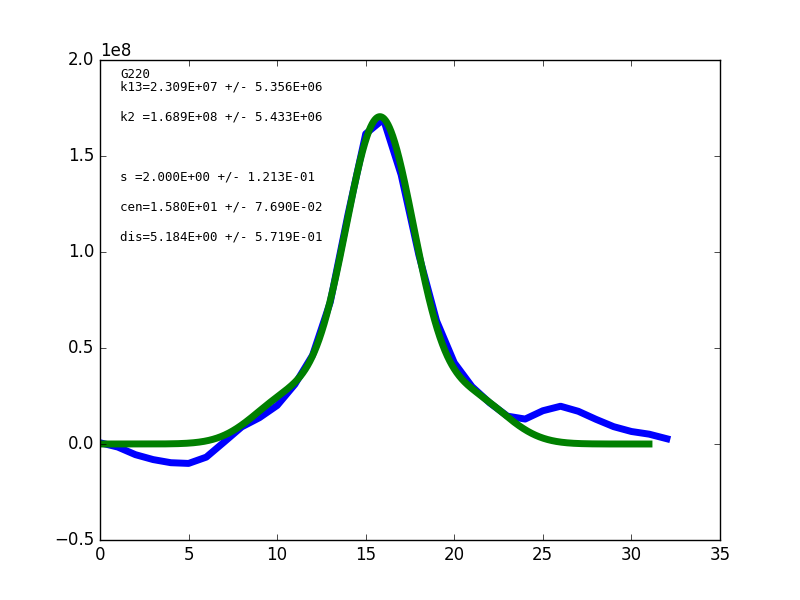 1e8
2.0
G220
k13=2.309E+07 +/- 5.356E+06
k2 =1.689E+08 +/- 5.433E+06
1.5
s =2.000E+00 +/- 1.213E-01
cen=1.580E+01 +/- 7.690E-02
dis=5.184E+00 +/- 5.719E-01
1.0
0.5
0.0
−0.5
0 5 10 15 20 25 30 35